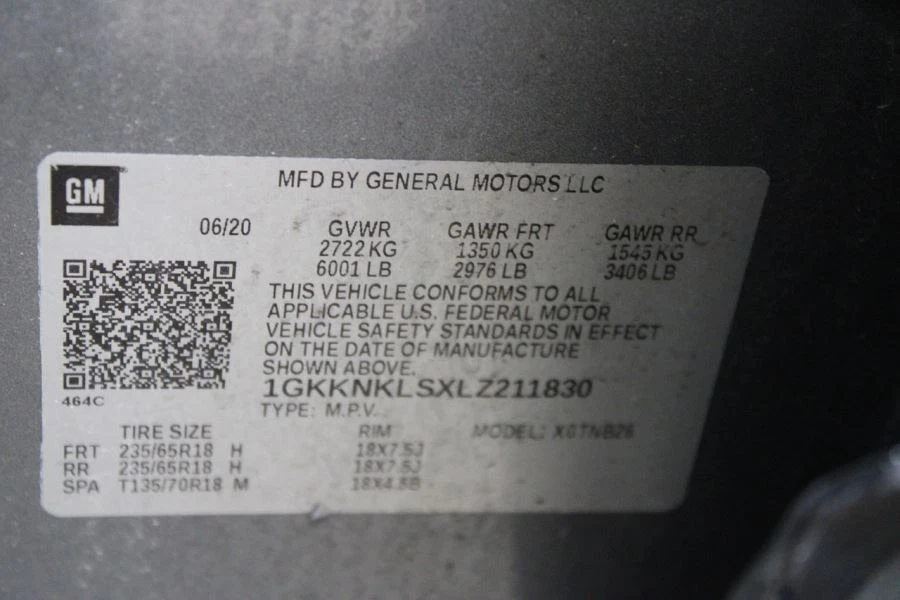 GM
MFD BY GENERAL MOTORS LLC
06/20 GVWR GAWR FRT GAWR RR
2722 KG 1350 KG 1545 KG
6001 LB 2976 LB 3406 LB
THIS VEHICLE CONFORMS TO ALL
APPLICABLE U.S. FEDERAL MOTOR
VEHICLE SAFETY STANDARDS IN EFFECT
ON THE DATE OF MANUFACTURE
SHOWN ABOVE.
1GKKNKLSXLZ211830
464C
TYPE: M.P.V.
TIRE SIZE RIM MODEL:
FRT 235/65R18 H 18X7.5J
RR 235/65R18 H 18X7.5J
SPA T135/70R18 M 18X4.5B